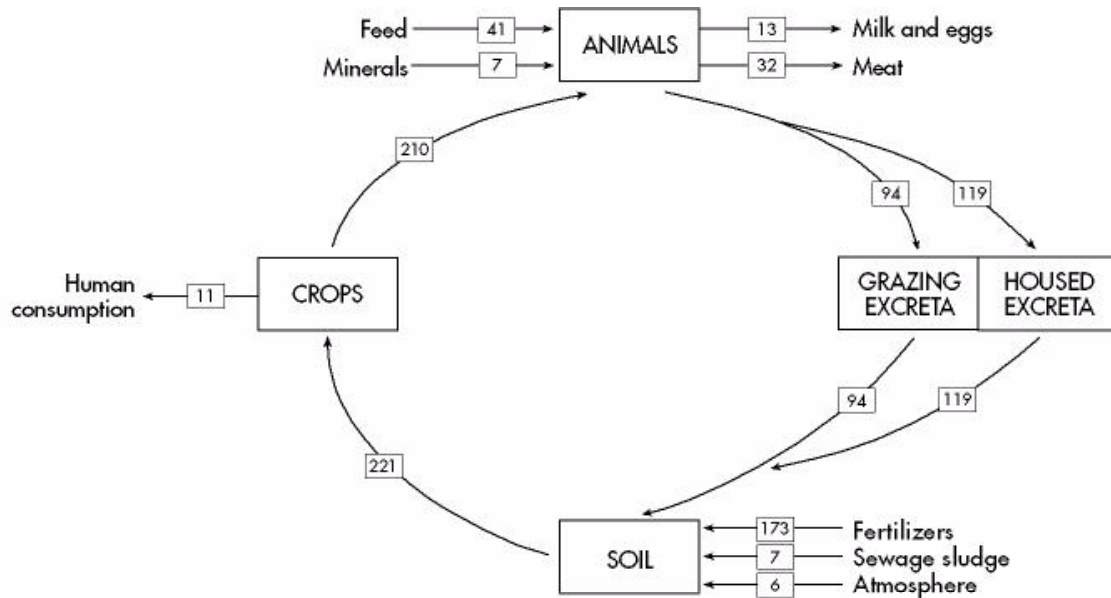 Feed 41 ANIMALS 13 Milk and eggs
Minerals 7 32 Meat
210
94 119
Human
consumption
11
CROPS
GRAZING
EXCRETA
HOUSED
EXCRETA
94 119
221
SOIL
173 Fertilizers
7 Sewage sludge
6 Atmosphere